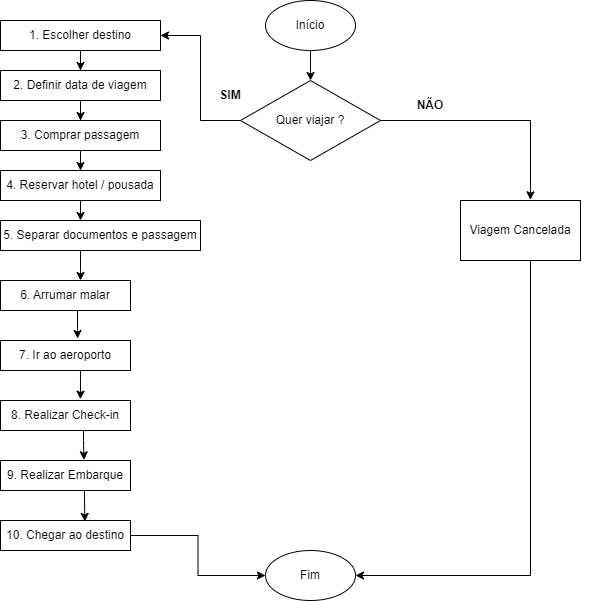 Início
Quer viajar ?
SIM
NÃO
1. Escolher destino
2. Definir data de viagem
3. Comprar passagem
4. Reservar hotel / pousada
5. Separar documentos e passagem
6. Arrumar malar
7. Ir ao aeroporto
8. Realizar Check-in
9. Realizar Embarque
10. Chegar ao destino
Viagem Cancelada
Fim